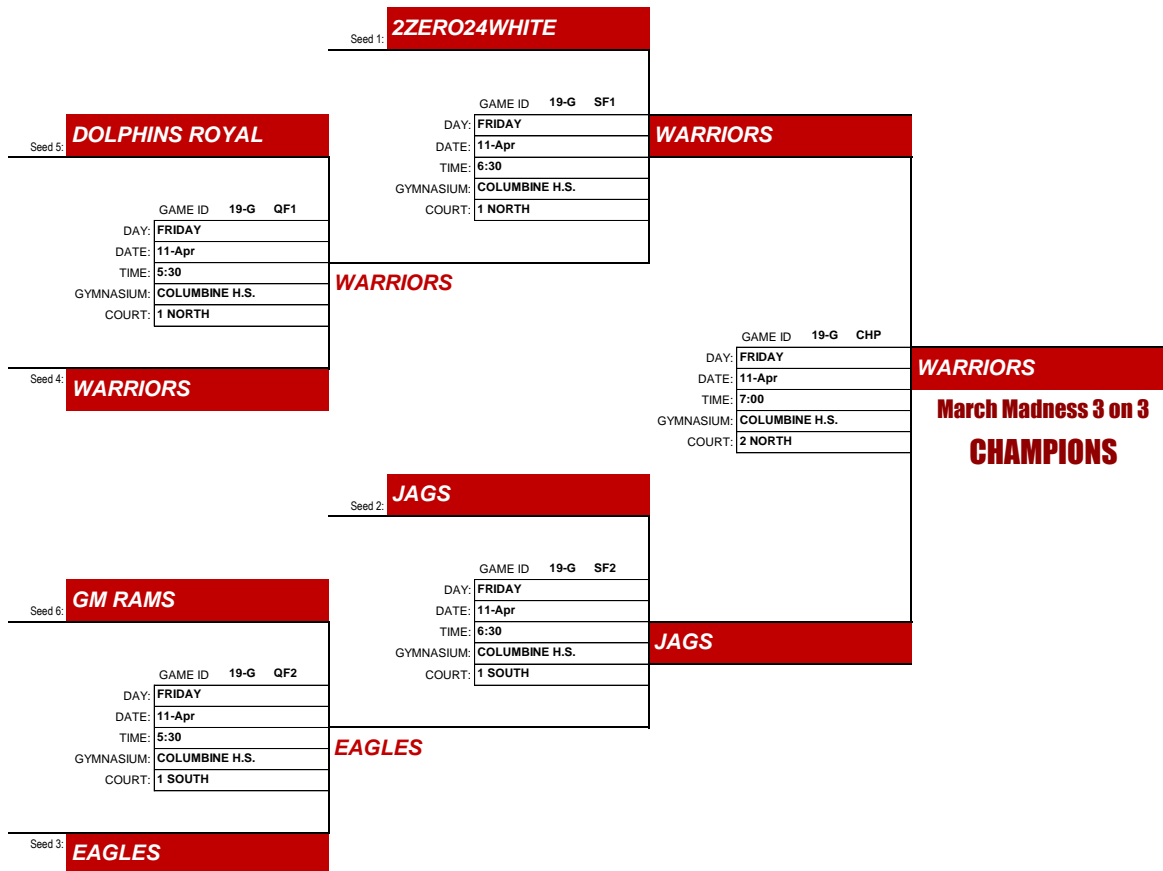 Seed 1: 2ZERO24WHITE
GAME ID 19-G SF1
DAY: FRIDAY
DATE: 11-Apr
TIME: 6:30
GYMNASIUM: COLUMBINE H.S.
COURT: 1 NORTH
WARRIORS
Seed 5: DOLPHINS ROYAL
GAME ID 19-G QF1
DAY: FRIDAY
DATE: 11-Apr
TIME: 5:30
GYMNASIUM: COLUMBINE H.S.
COURT: 1 NORTH
WARRIORS
Seed 4: WARRIORS
GAME ID 19-G CHP
DAY: FRIDAY
DATE: 11-Apr
TIME: 7:00
GYMNASIUM: COLUMBINE H.S.
COURT: 2 NORTH
WARRIORS
March Madness 3 on 3
CHAMPIONS
Seed 2: JAGS
GAME ID 19-G SF2
DAY: FRIDAY
DATE: 11-Apr
TIME: 6:30
GYMNASIUM: COLUMBINE H.S.
COURT: 1 SOUTH
JAGS
Seed 6: GM RAMS
GAME ID 19-G QF2
DAY: FRIDAY
DATE: 11-Apr
TIME: 5:30
GYMNASIUM: COLUMBINE H.S.
COURT: 1 SOUTH
EAGLES
Seed 3: EAGLES